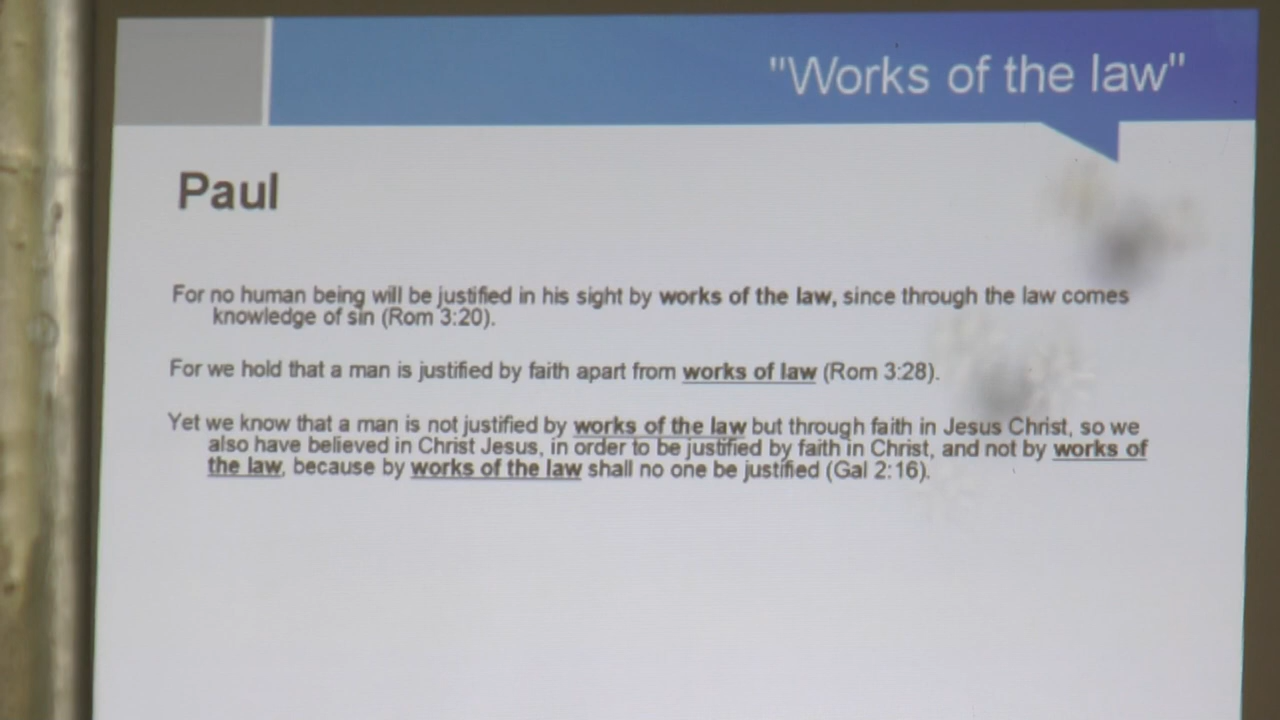 "Works of the law"
Paul
For no human being will be justified in his sight by works of the law, since through the law comes
knowledge of sin (Rom 3:20).
For we hold that a man is justified by faith apart from works of law (Rom 3:28).
Yet we know that a man is not justified by works of the law but through faith in Jesus Christ, so we
also have believed in Christ Jesus, in order to be justified by faith in Christ, and not by works of
the law, because by works of the law shall no one be justified (Gal 2:16).